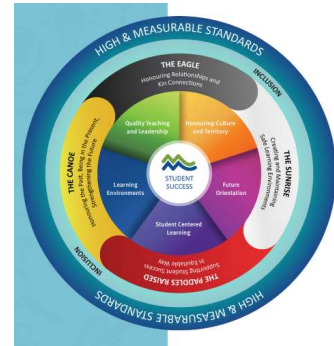 HIGH & MEASURABLE STANDARDS
THE EAGLE
Honouring Relationships and
Kin Connections
INCLUSION
THE SUNRISE
Creating and Maintaining
Safe Learning Environments
THE CANOE
Honouring the Past, Being in the Present,
Strengthening the Future
Quality Teaching
and Leadership
Honouring Culture
and Territory
STUDENT
SUCCESS
Learning
Environments
Future
Orientation
Student Centered
Learning
INCLUSION
THE PADDLES RAISED
Supporting Student Success
in Equitable Way
HIGH & MEASURABLE STANDARDS